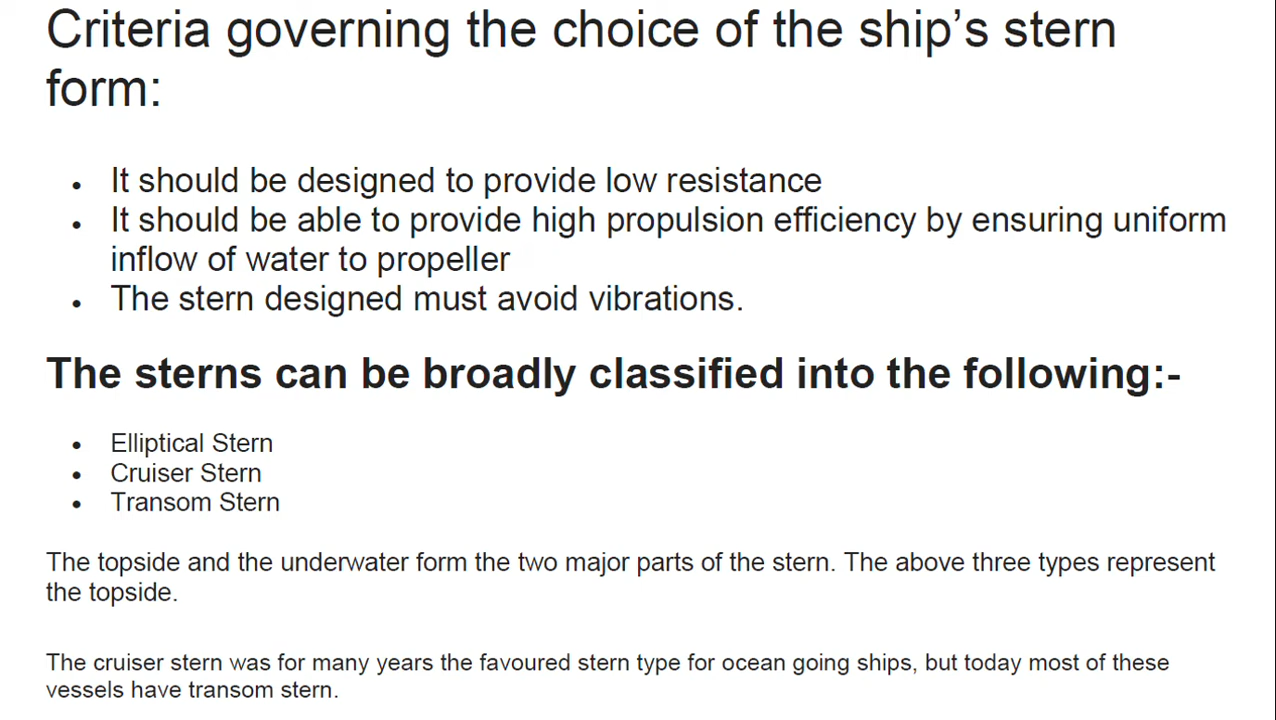 Criteria governing the choice of the ship’s stern
form:
• It should be designed to provide low resistance
• It should be able to provide high propulsion efficiency by ensuring uniform
inflow of water to propeller
• The stern designed must avoid vibrations.
The sterns can be broadly classified into the following:-
• Elliptical Stern
• Cruiser Stern
• Transom Stern
The topside and the underwater form the two major parts of the stern. The above three types represent
the topside.
The cruiser stern was for many years the favoured stern type for ocean going ships, but today most of these
vessels have transom stern.